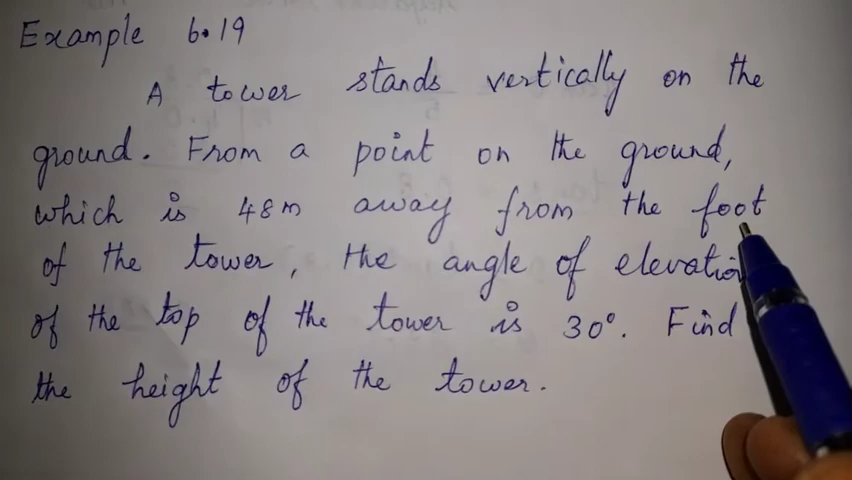 Example 6.19
A tower stands vertically on the
ground. From a point on the ground,
which is 48m away from the foot
of the tower, the angle of elevation
of the top of the tower is 30°. Find
the height of the tower.